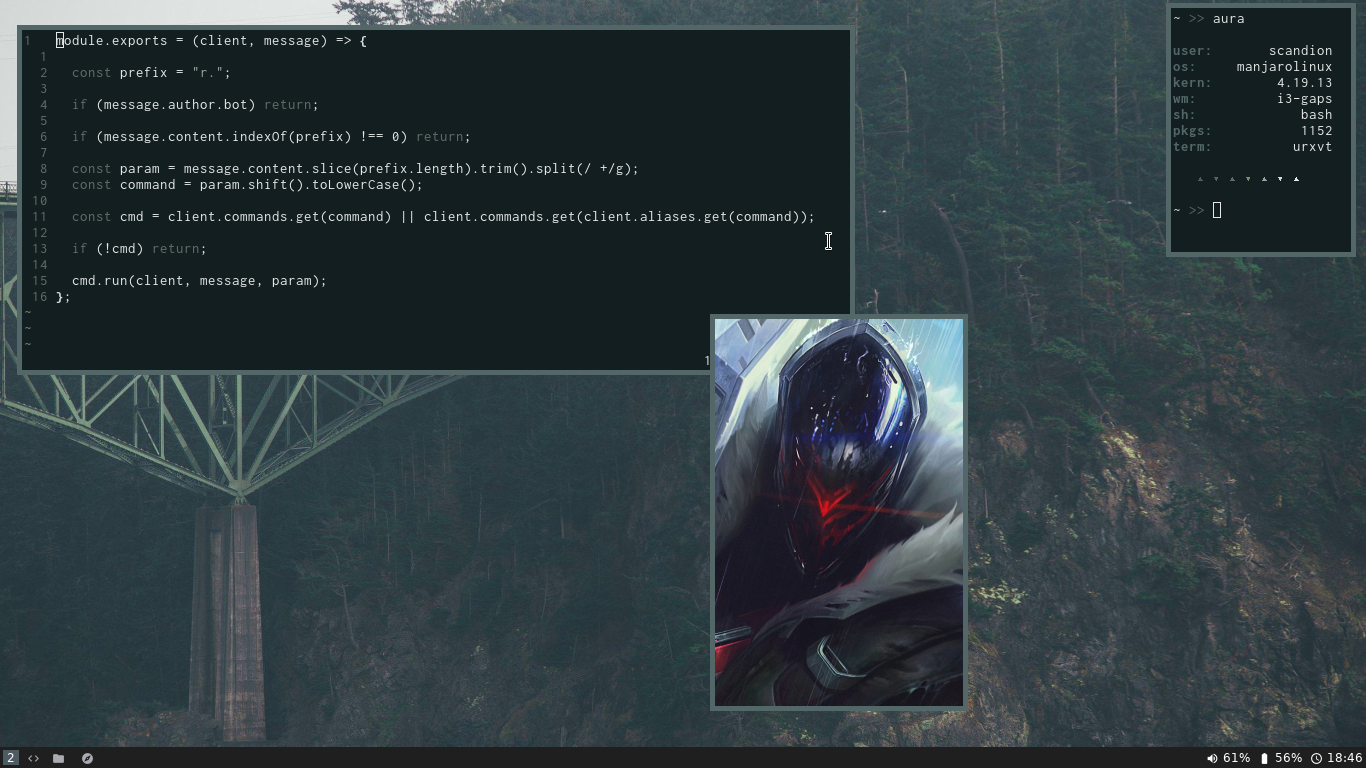 1 module.exports = (client, message) => {
1
2 const prefix = "r.";
3
4 if (message.author.bot) return;
5
6 if (message.content.indexOf(prefix) !== 0) return;
7
8 const param = message.content.slice(prefix.length).trim().split(/ +/g);
9 const command = param.shift().toLowerCase();
10
11 const cmd = client.commands.get(command) || client.commands.get(client.aliases.get(command));
12
13 if (!cmd) return;
14
15 cmd.run(client, message, param);
16 };
~
~
~
1
~ >> aura
user: scandion
os: manjarolinux
kern: 4.19.13
wm: i3-gaps
sh: bash
pkgs: 1152
term: urxvt
~ >>
2 <> 61% 56% 18:46